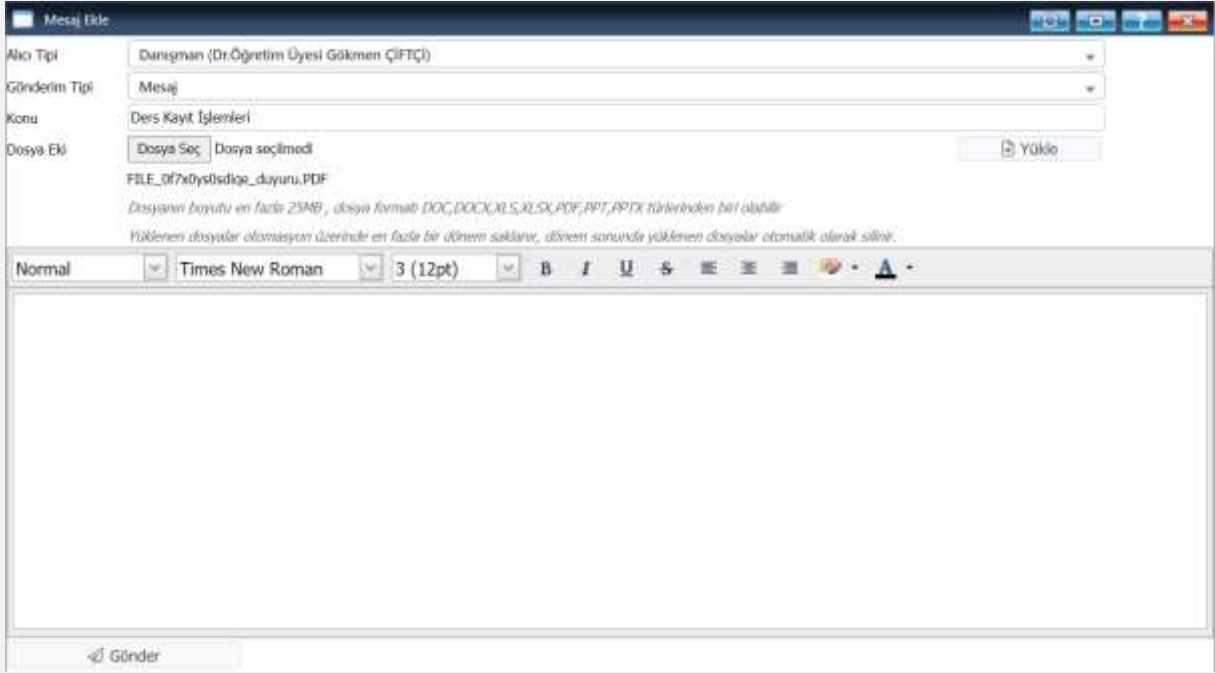 Mesaj Ekle
Alıcı Tipi Danışman (Dr.Öğretim Üyesi Gökmen ÇİFTÇİ)
Gönderim Tipi Mesaj
Konu Ders Kayıt İşlemleri
Dosya Eki Dosya Seç Dosya seçilmedi Yükle
FILE_0f7x0ys0sdiqe_duyuru.PDF
Dosyanın boyutu en fazla 25MB , dosya formatı DOC,DOCX,XLS,XLSX,PDF,PPT,PPTX türlerinden biri olabilir
Yüklenen dosyalar otomasyon üzerinde en fazla bir dönem saklanır, dönem sonunda yüklenen dosyalar otomatik olarak silinir.
Normal Times New Roman 3 (12pt) B I U S A
Gönder